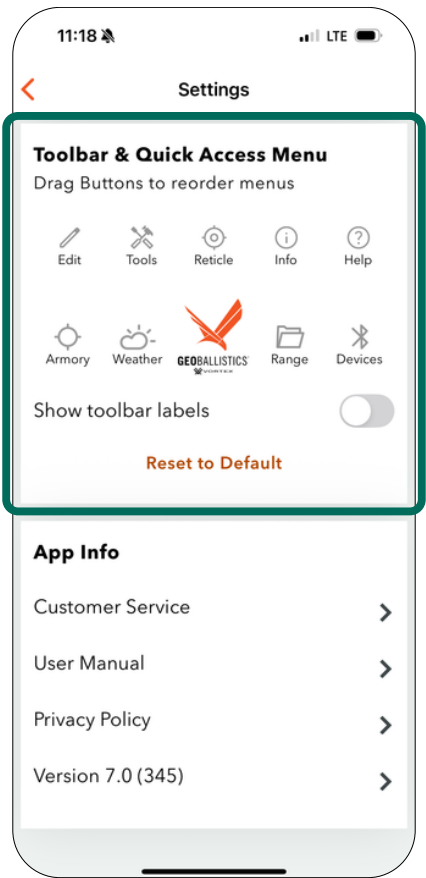 11:18
LTE
Settings
Toolbar & Quick Access Menu
Drag Buttons to reorder menus
Edit Tools Reticle Info Help
Armory Weather GEOBALLISTICS Range Devices
VORTEX
Show toolbar labels
Reset to Default
App Info
Customer Service
User Manual
Privacy Policy
Version 7.0 (345)